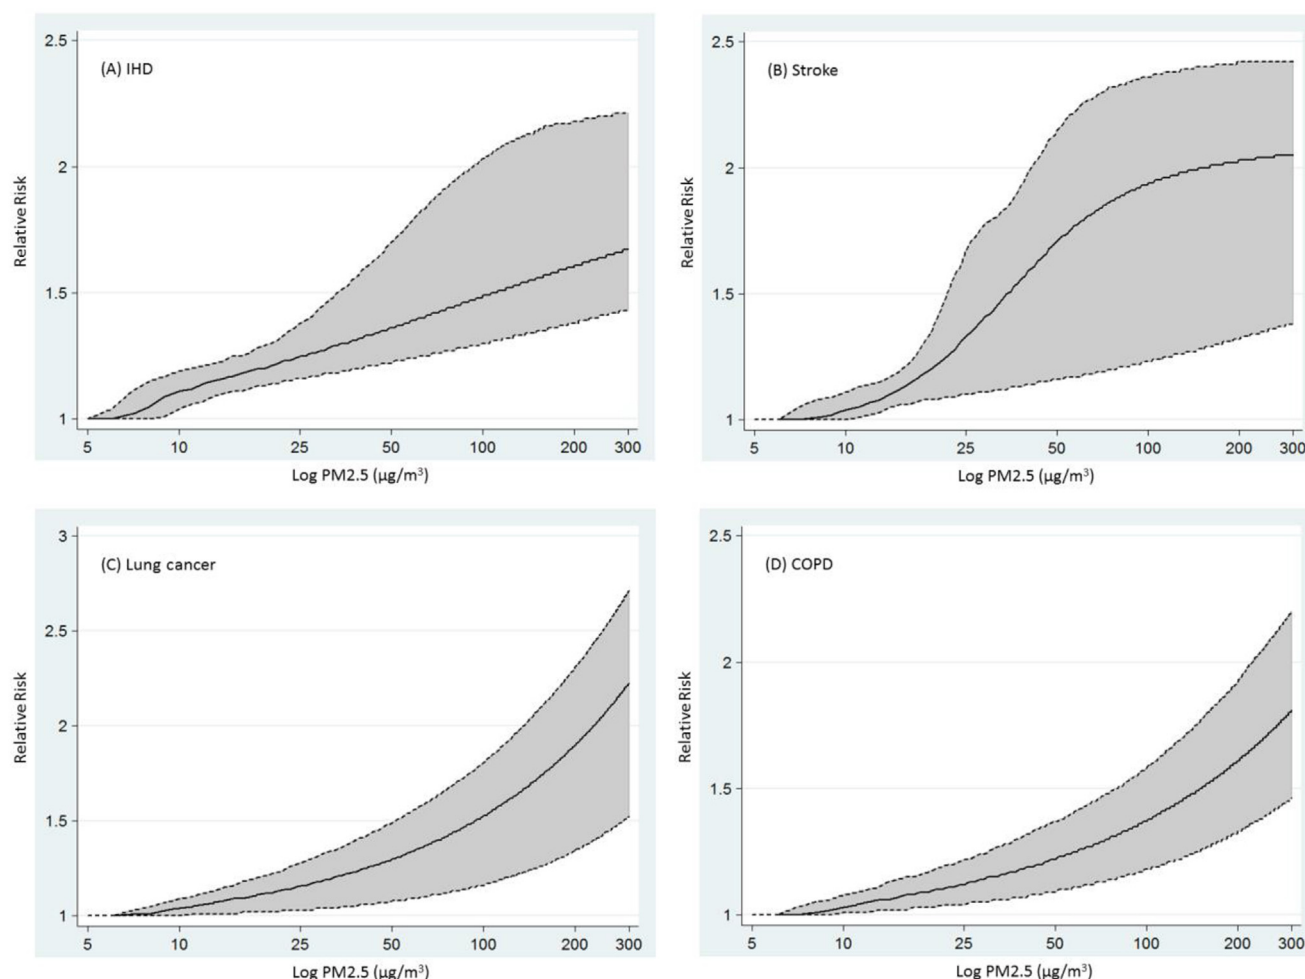 (A) IHD
Relative Risk
2.5
2
1.5
1
5 10 25 50 100 200 300
Log PM2.5 (µg/m³)
(B) Stroke
Relative Risk
2.5
2
1.5
1
5 10 25 50 100 200 300
Log PM2.5 (µg/m³)
(C) Lung cancer
Relative Risk
3
2.5
2
1.5
1
5 10 25 50 100 200 300
Log PM2.5 (µg/m³)
(D) COPD
Relative Risk
2.5
2
1.5
1
5 10 25 50 100 200 300
Log PM2.5 (µg/m³)